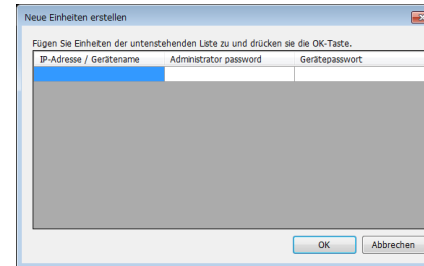 Neue Einheiten erstellen
Fügen Sie Einheiten der untenstehenden Liste zu und drücken sie die OK-Taste.
IP-Adresse / Gerätename Administrator password Gerätepasswort
OK Abbrechen